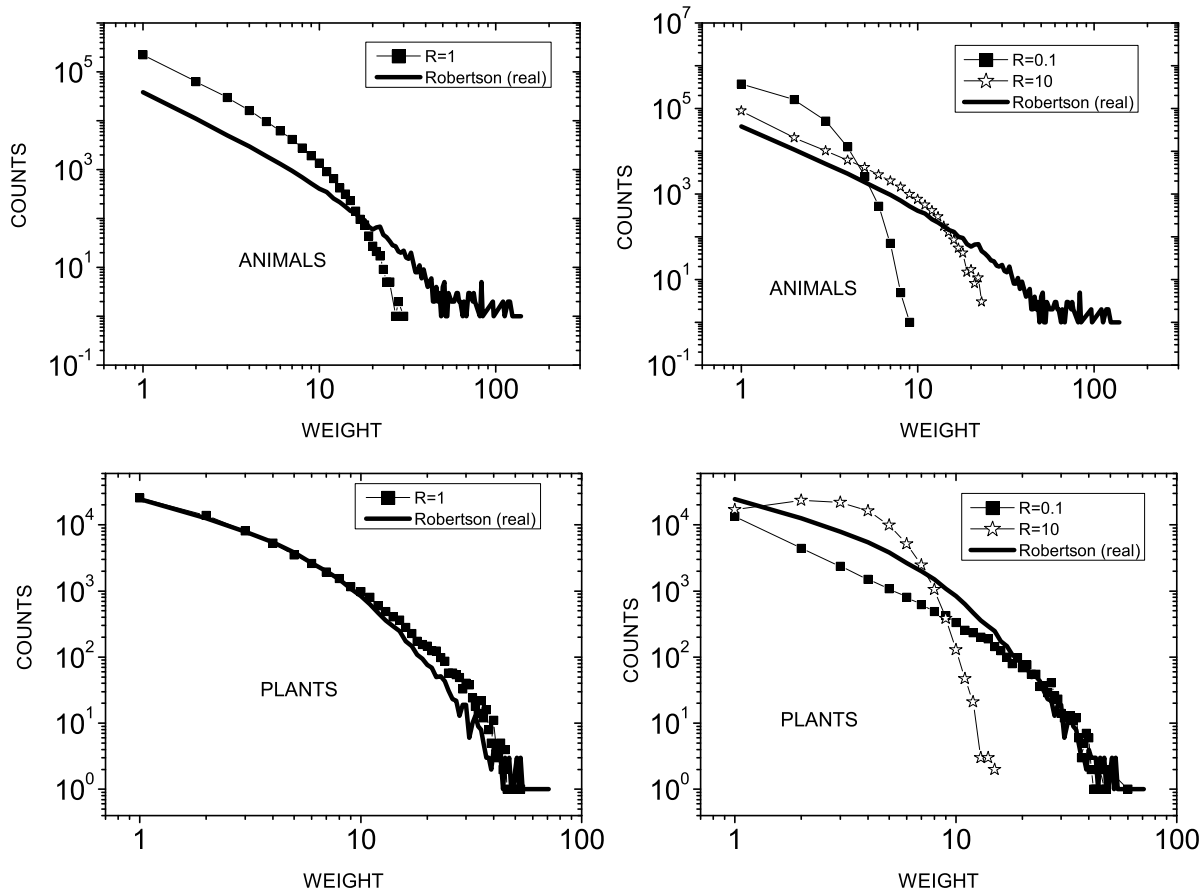 R=1
Robertson (real)
10^5
10^3
10^1
10^-1
COUNTS
ANIMALS
1
10
100
WEIGHT
R=0.1
R=10
Robertson (real)
10^7
10^5
10^3
10^1
10^-1
COUNTS
ANIMALS
1
10
100
WEIGHT
R=1
Robertson (real)
10^4
10^3
10^2
10^1
10^0
COUNTS
PLANTS
1
10
100
WEIGHT
R=0.1
R=10
Robertson (real)
10^4
10^3
10^2
10^1
10^0
COUNTS
PLANTS
1
10
100
WEIGHT